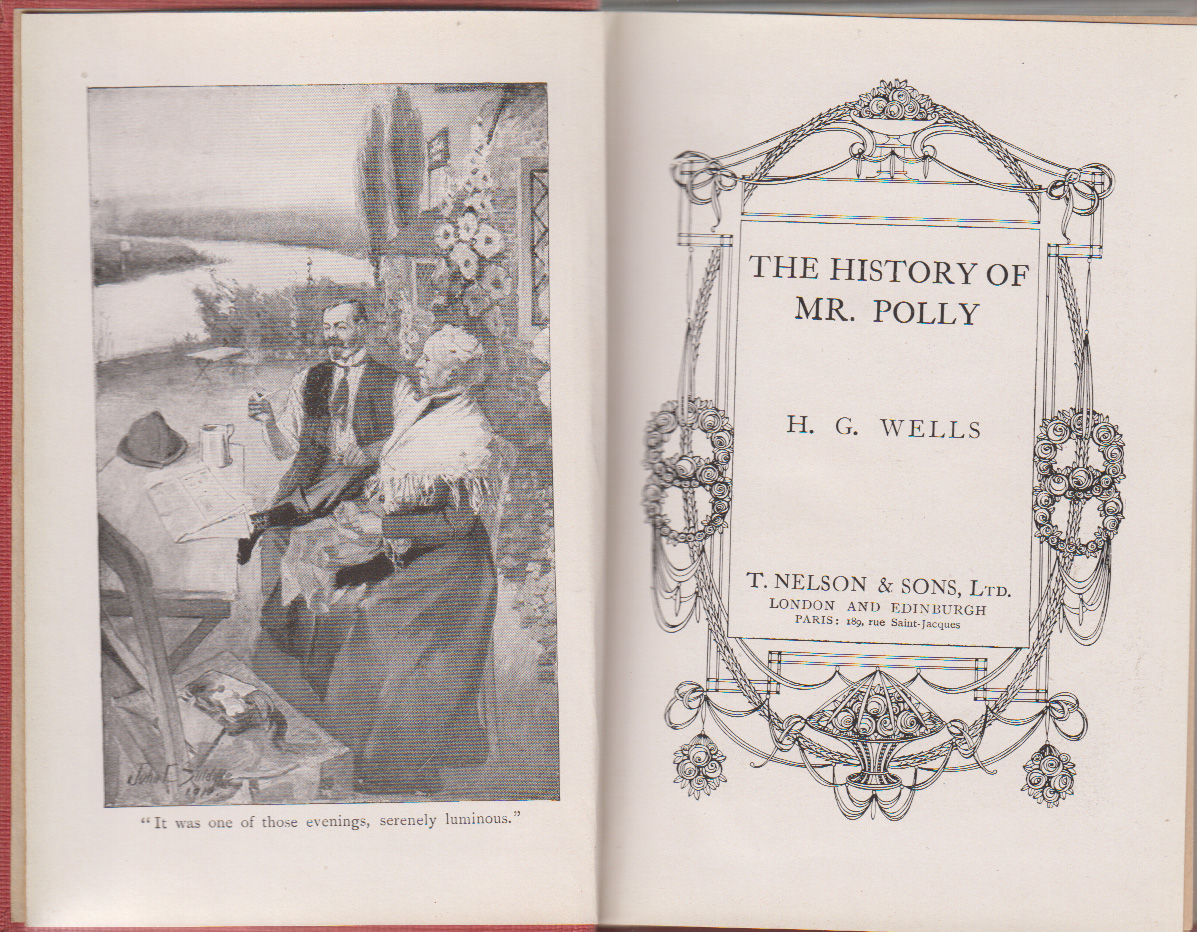 "It was one of those evenings, serenely luminous."
THE HISTORY OF
MR. POLLY
H. G. WELLS
T. NELSON & SONS, LTD.
LONDON AND EDINBURGH
PARIS: 189, rue Saint-Jacques